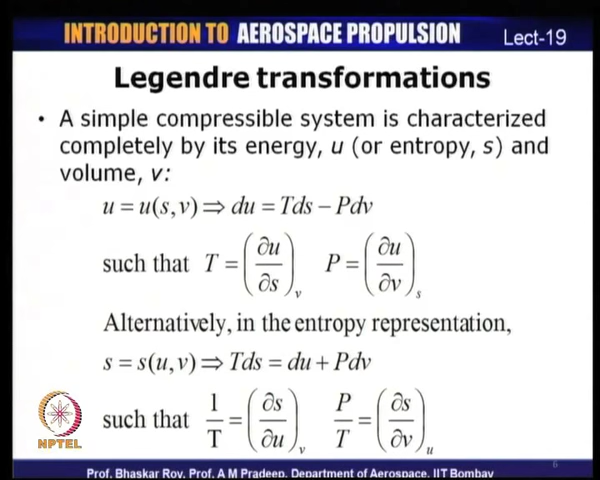 INTRODUCTION TO AEROSPACE PROPULSION Lect-19
Legendre transformations
• A simple compressible system is characterized
completely by its energy, u (or entropy, s) and
volume, v:
u = u(s,v) ⇒ du = Tds − Pdv
such that T = (∂u/∂s)_v P = (∂u/∂v)_s
Alternatively, in the entropy representation,
s = s(u,v) ⇒ Tds = du + Pdv
such that 1/T = (∂s/∂u)_v P/T = (∂s/∂v)_u
NPTEL
Prof. Bhaskar Roy, Prof. A M Pradeep, Department of Aerospace, IIT Bombay
6